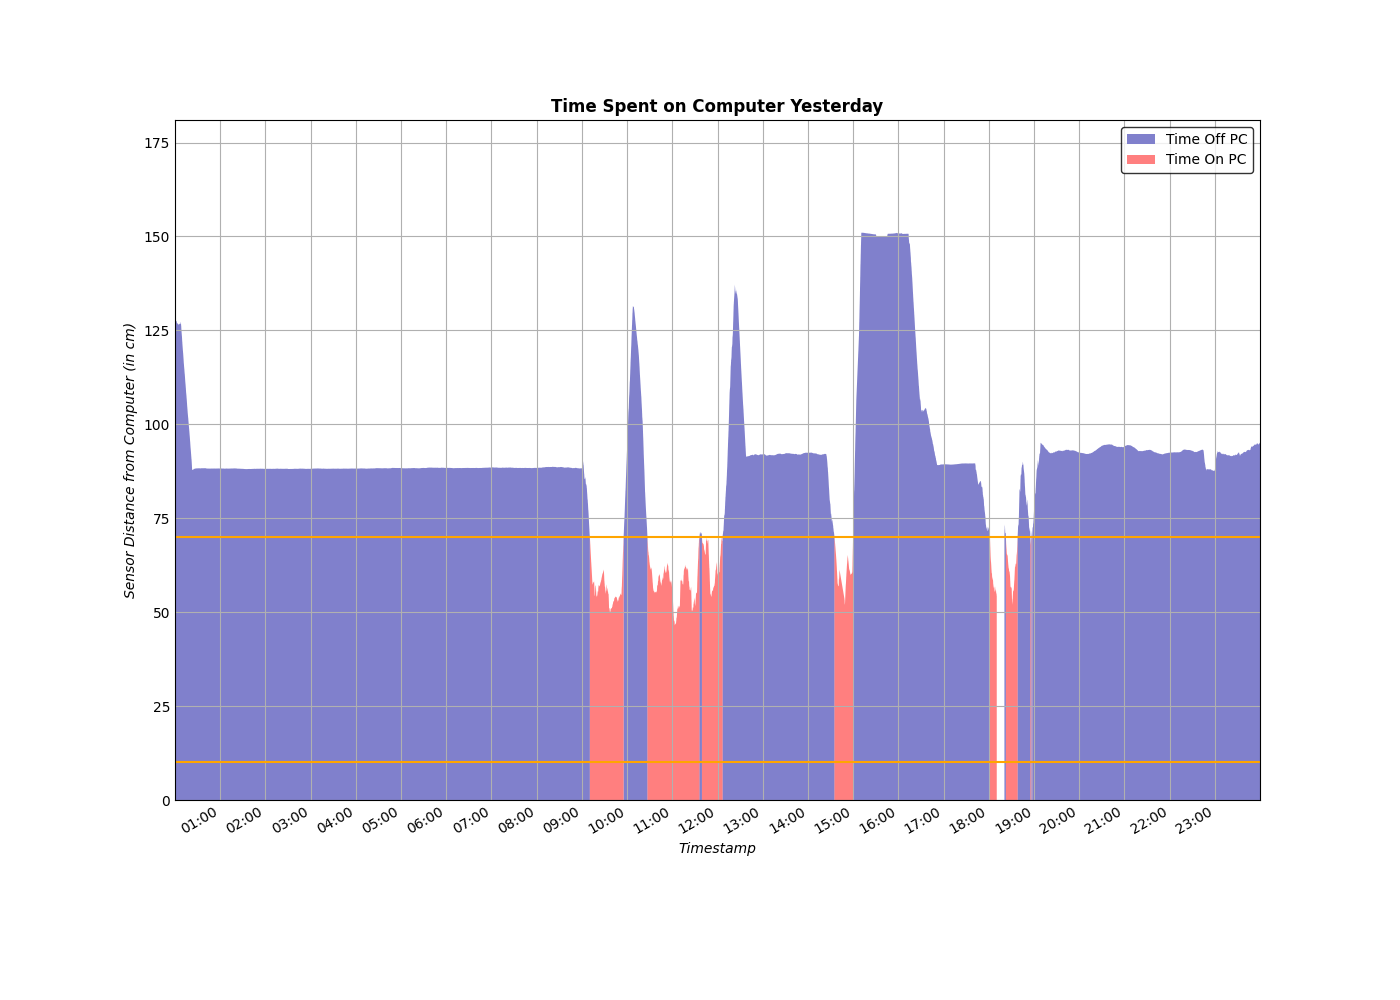 Time Spent on Computer Yesterday
Time Off PC
Time On PC
Sensor Distance from Computer (in cm)
175
150
125
100
75
50
25
0
01:00 02:00 03:00 04:00 05:00 06:00 07:00 08:00 09:00 10:00 11:00 12:00 13:00 14:00 15:00 16:00 17:00 18:00 19:00 20:00 21:00 22:00 23:00
Timestamp